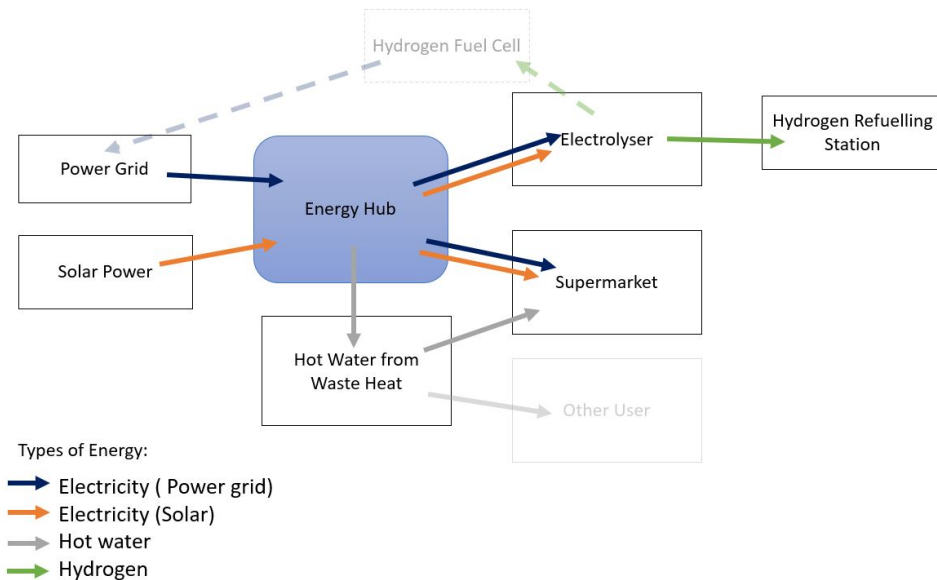 Hydrogen Fuel Cell
Power Grid
Electrolyser
Hydrogen Refuelling
Station
Energy Hub
Solar Power
Supermarket
Hot Water from
Waste Heat
Other User
Types of Energy:
Electricity ( Power grid)
Electricity (Solar)
Hot water
Hydrogen